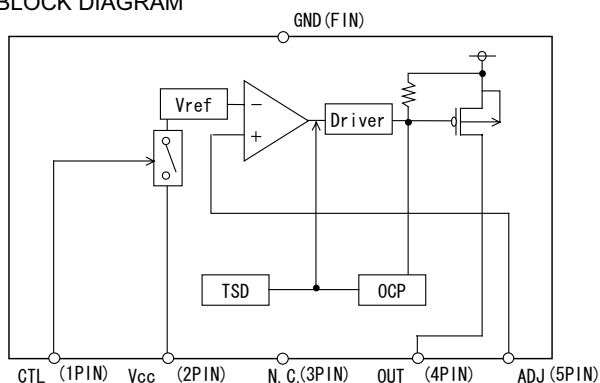 BLOCK DIAGRAM
GND (FIN)
Vref
−
+
Driver
TSD
OCP
CTL (1PIN) Vcc (2PIN) N. C.(3PIN) OUT (4PIN) ADJ (5PIN)